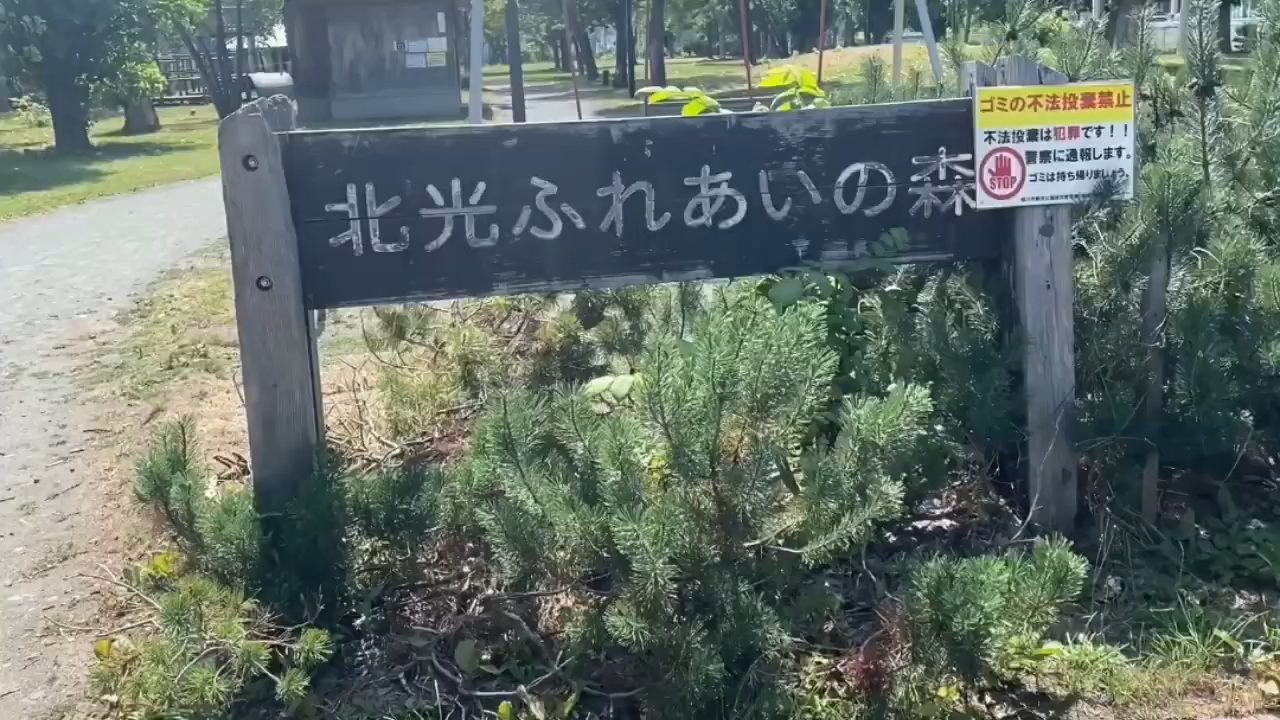 北光ふれあいの森
ゴミの不法投棄禁止
不法投棄は犯罪です！！
警察に通報します。
ゴミは持ち帰りましょう。
STOP